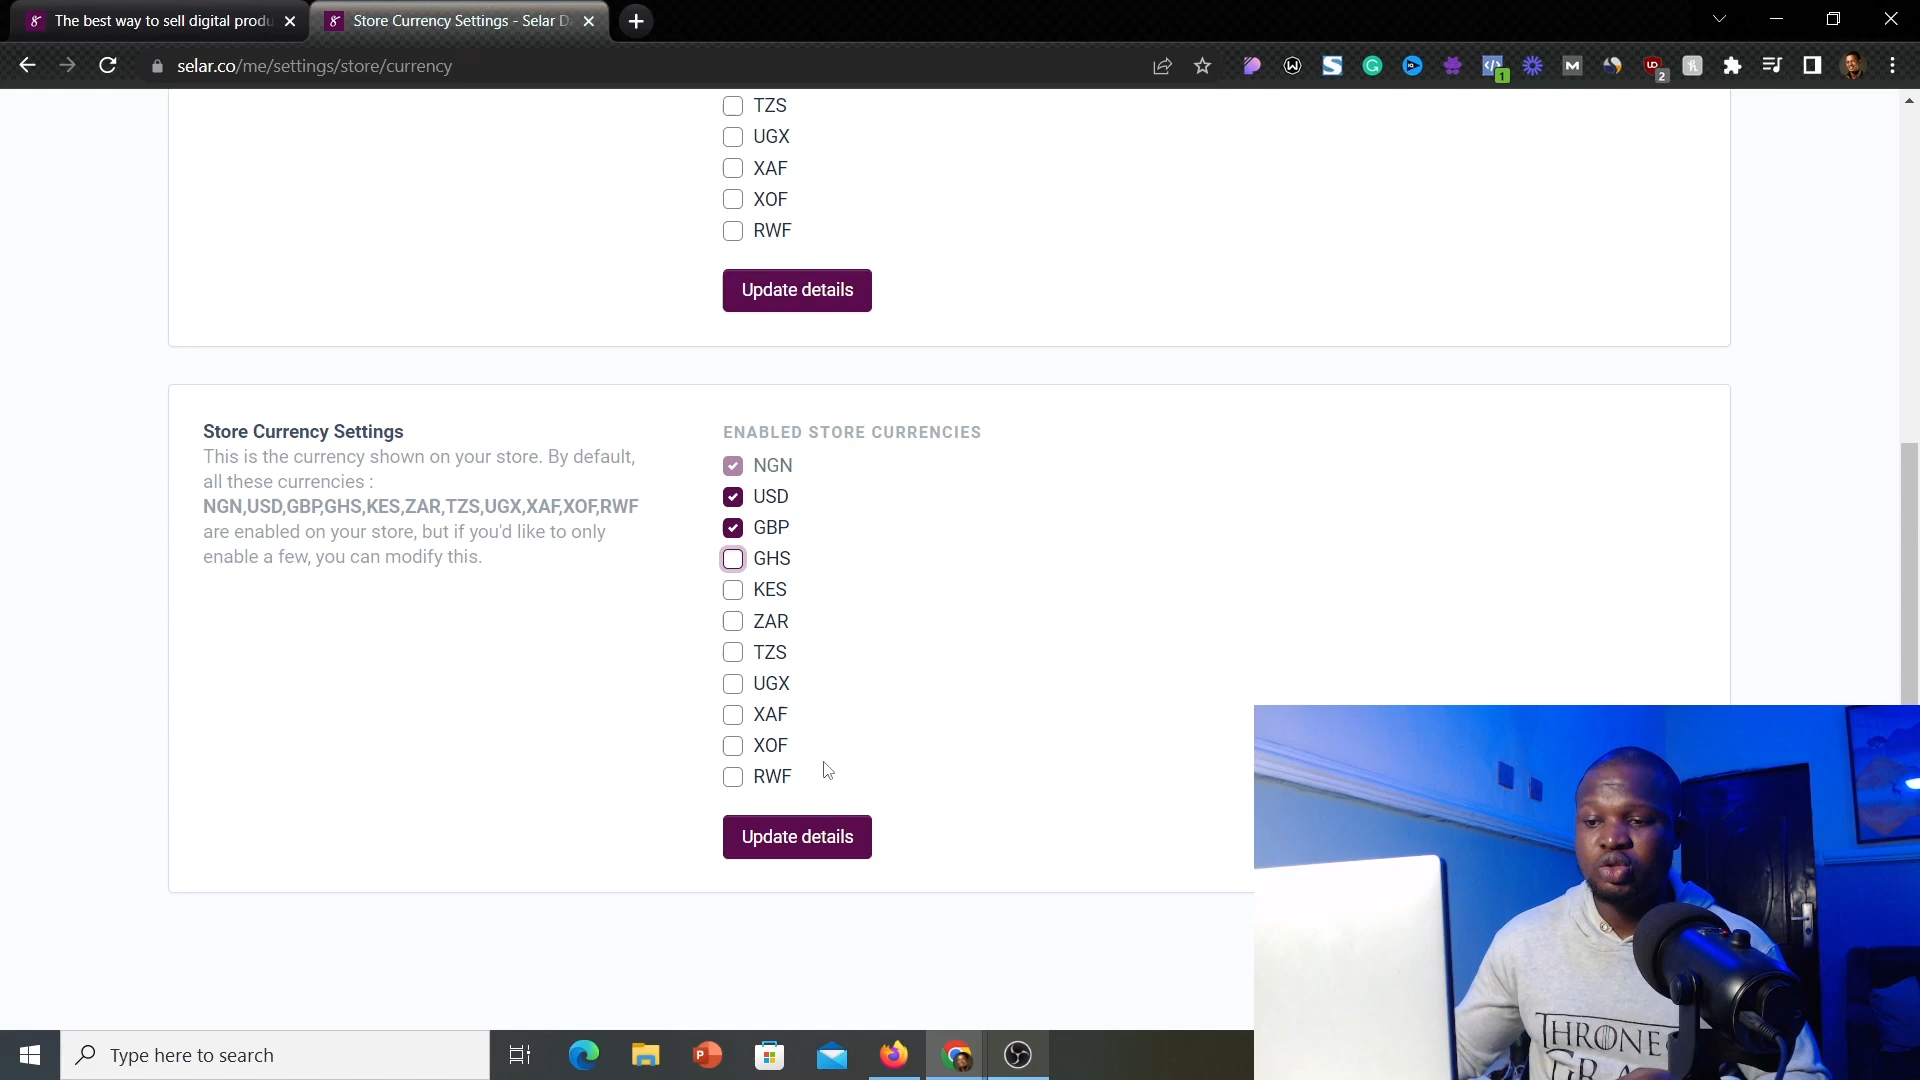 The best way to sell digital produ
Store Currency Settings - Selar D
selar.co/me/settings/store/currency
1
2
TZS
UGX
XAF
XOF
RWF
Update details
Store Currency Settings
This is the currency shown on your store. By default,
all these currencies :
NGN,USD,GBP,GHS,KES,ZAR,TZS,UGX,XAF,XOF,RWF
are enabled on your store, but if you'd like to only
enable a few, you can modify this.
ENABLED STORE CURRENCIES
NGN
USD
GBP
GHS
KES
ZAR
TZS
UGX
XAF
XOF
RWF
Update details
Type here to search
THRONE